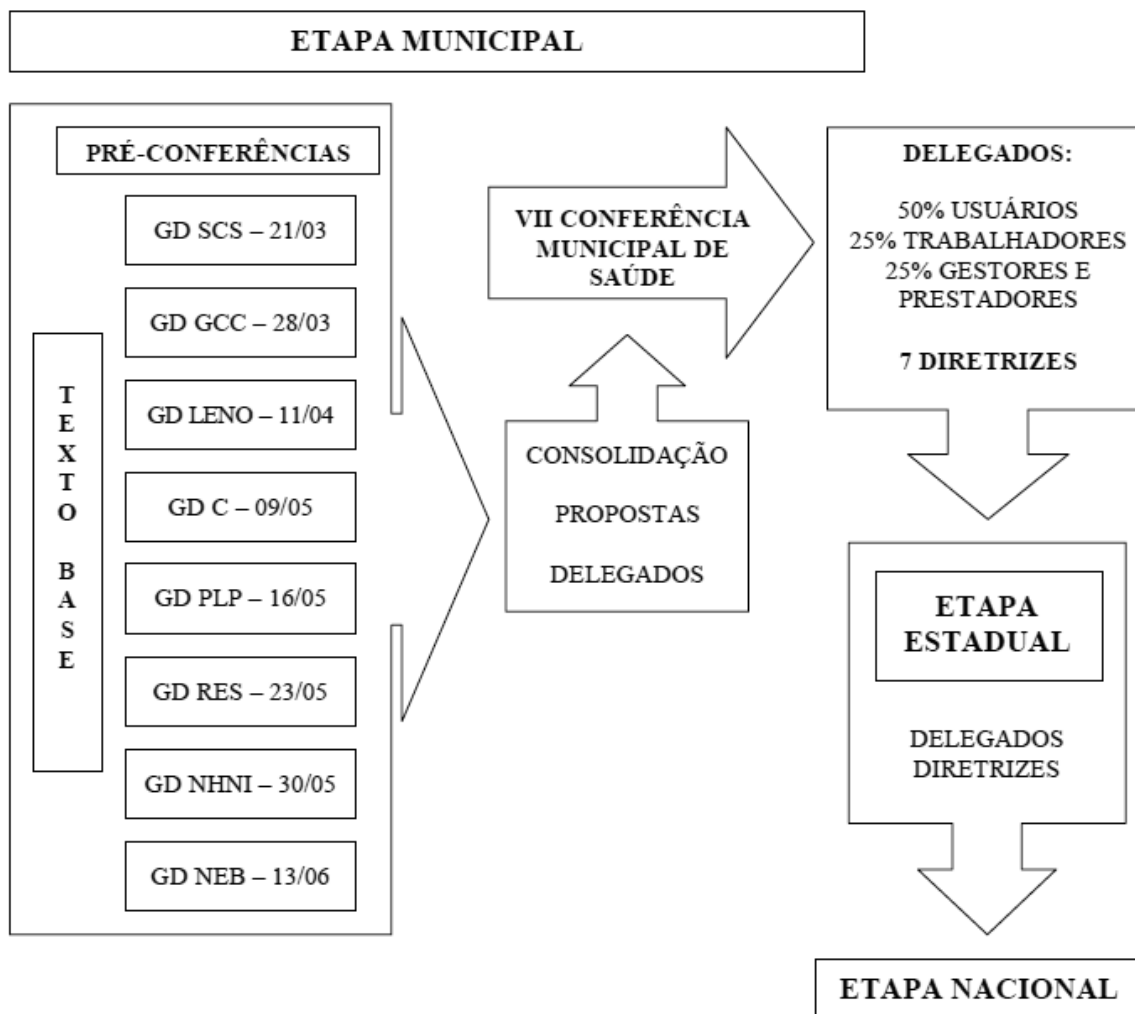 ETAPA MUNICIPAL
PRÉ-CONFERÊNCIAS
TEXTO BASE
GD SCS – 21/03
GD GCC – 28/03
GD LENO – 11/04
GD C – 09/05
GD PLP – 16/05
GD RES – 23/05
GD NHNI – 30/05
GD NEB – 13/06
VII CONFERÊNCIA
MUNICIPAL DE
SAÚDE
CONSOLIDAÇÃO
PROPOSTAS
DELEGADOS
DELEGADOS:
50% USUÁRIOS
25% TRABALHADORES
25% GESTORES E
PRESTADORES
7 DIRETRIZES
ETAPA
ESTADUAL
DELEGADOS
DIRETRIZES
ETAPA NACIONAL